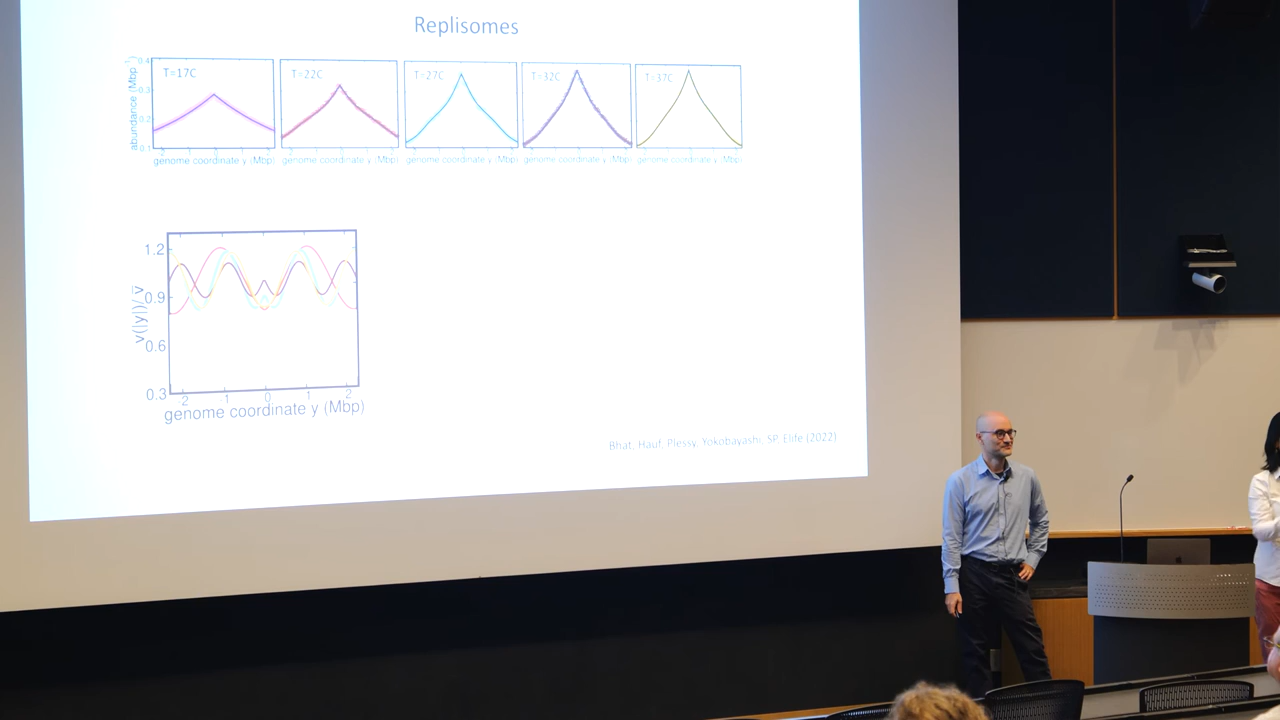 Replisomes
abundance (Mbp⁻¹)
0.4
0.3
0.2
0.1
T=17C
T=22C
T=27C
T=32C
T=37C
genome coordinate y (Mbp)
genome coordinate y (Mbp)
genome coordinate y (Mbp)
genome coordinate y (Mbp)
genome coordinate y (Mbp)
v(|y|)/ v̅
1.2
0.9
0.6
0.3
-2 -1 0 1 2
genome coordinate y (Mbp)
Bhat, Hauf, Plessy, Yokobayashi, SP. Elife (2022)